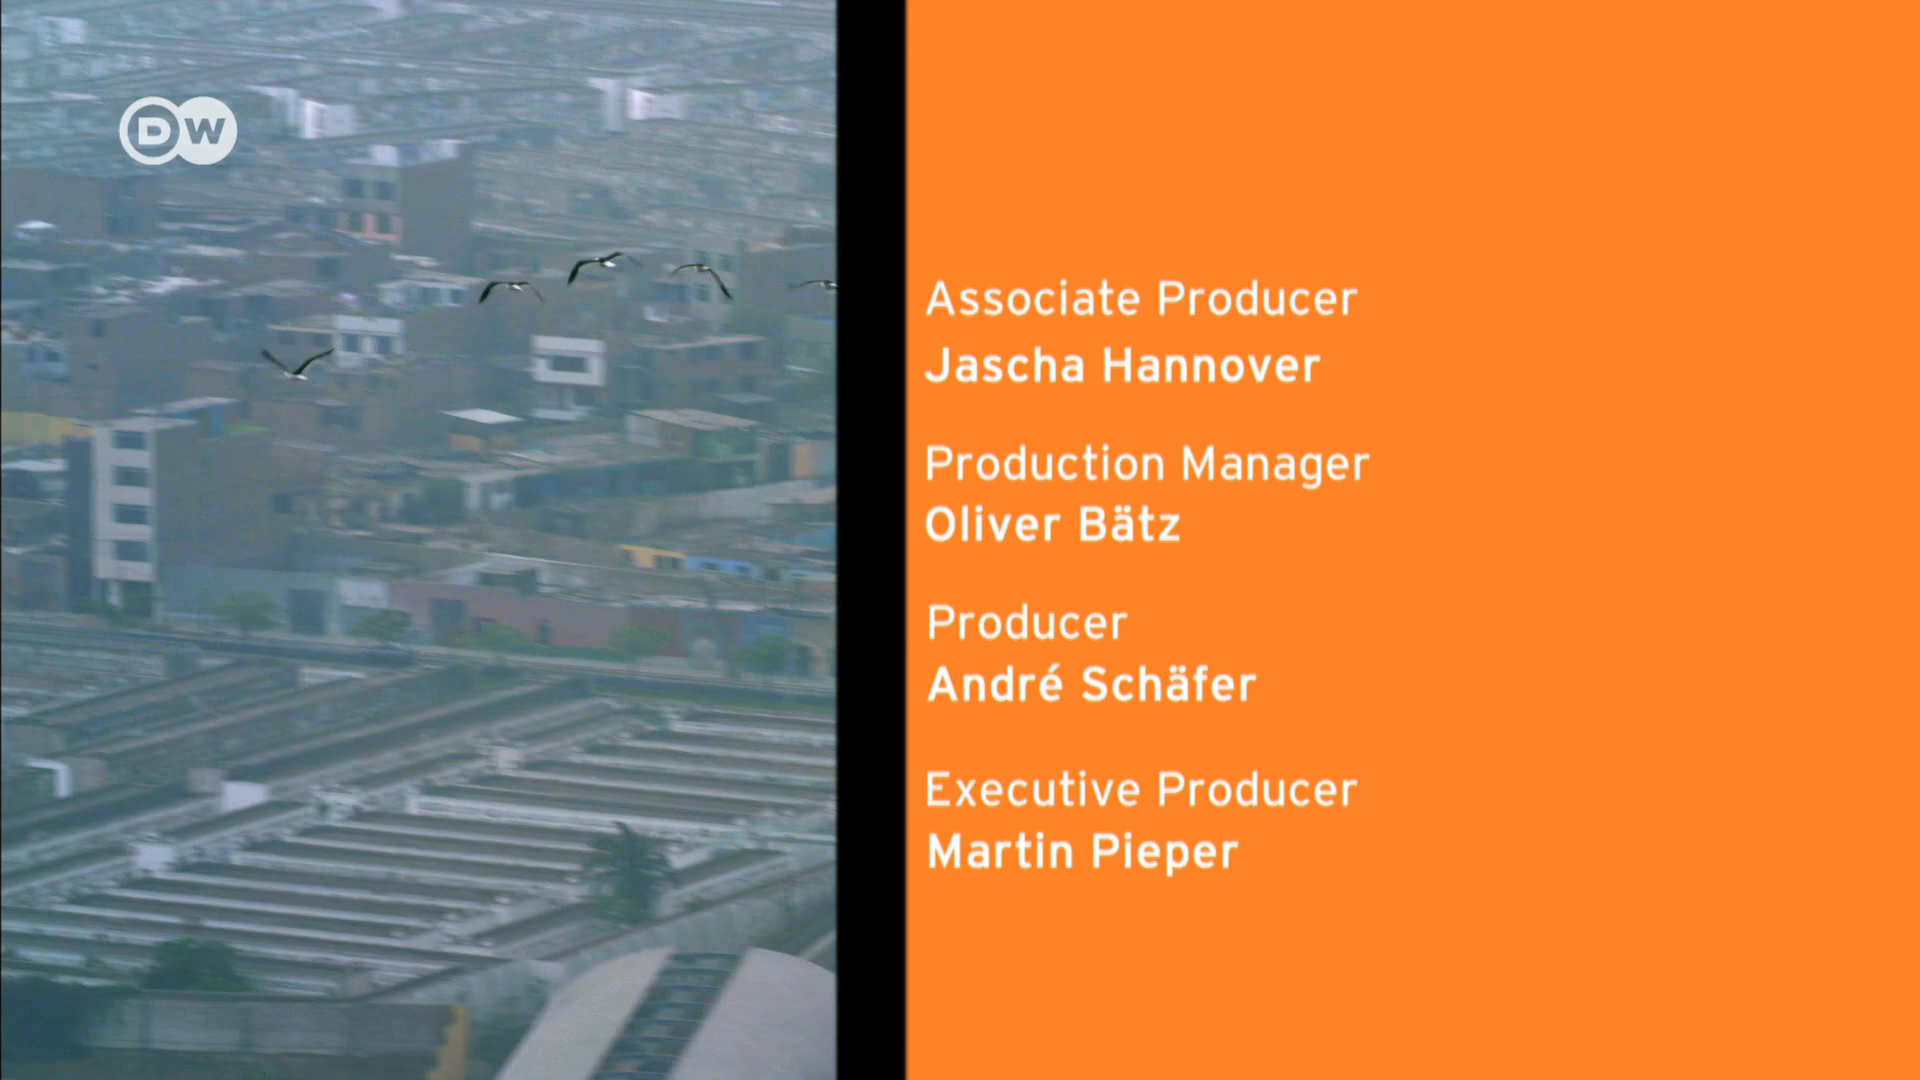 DW
Associate Producer
Jascha Hannover
Production Manager
Oliver Bätz
Producer
André Schäfer
Executive Producer
Martin Pieper